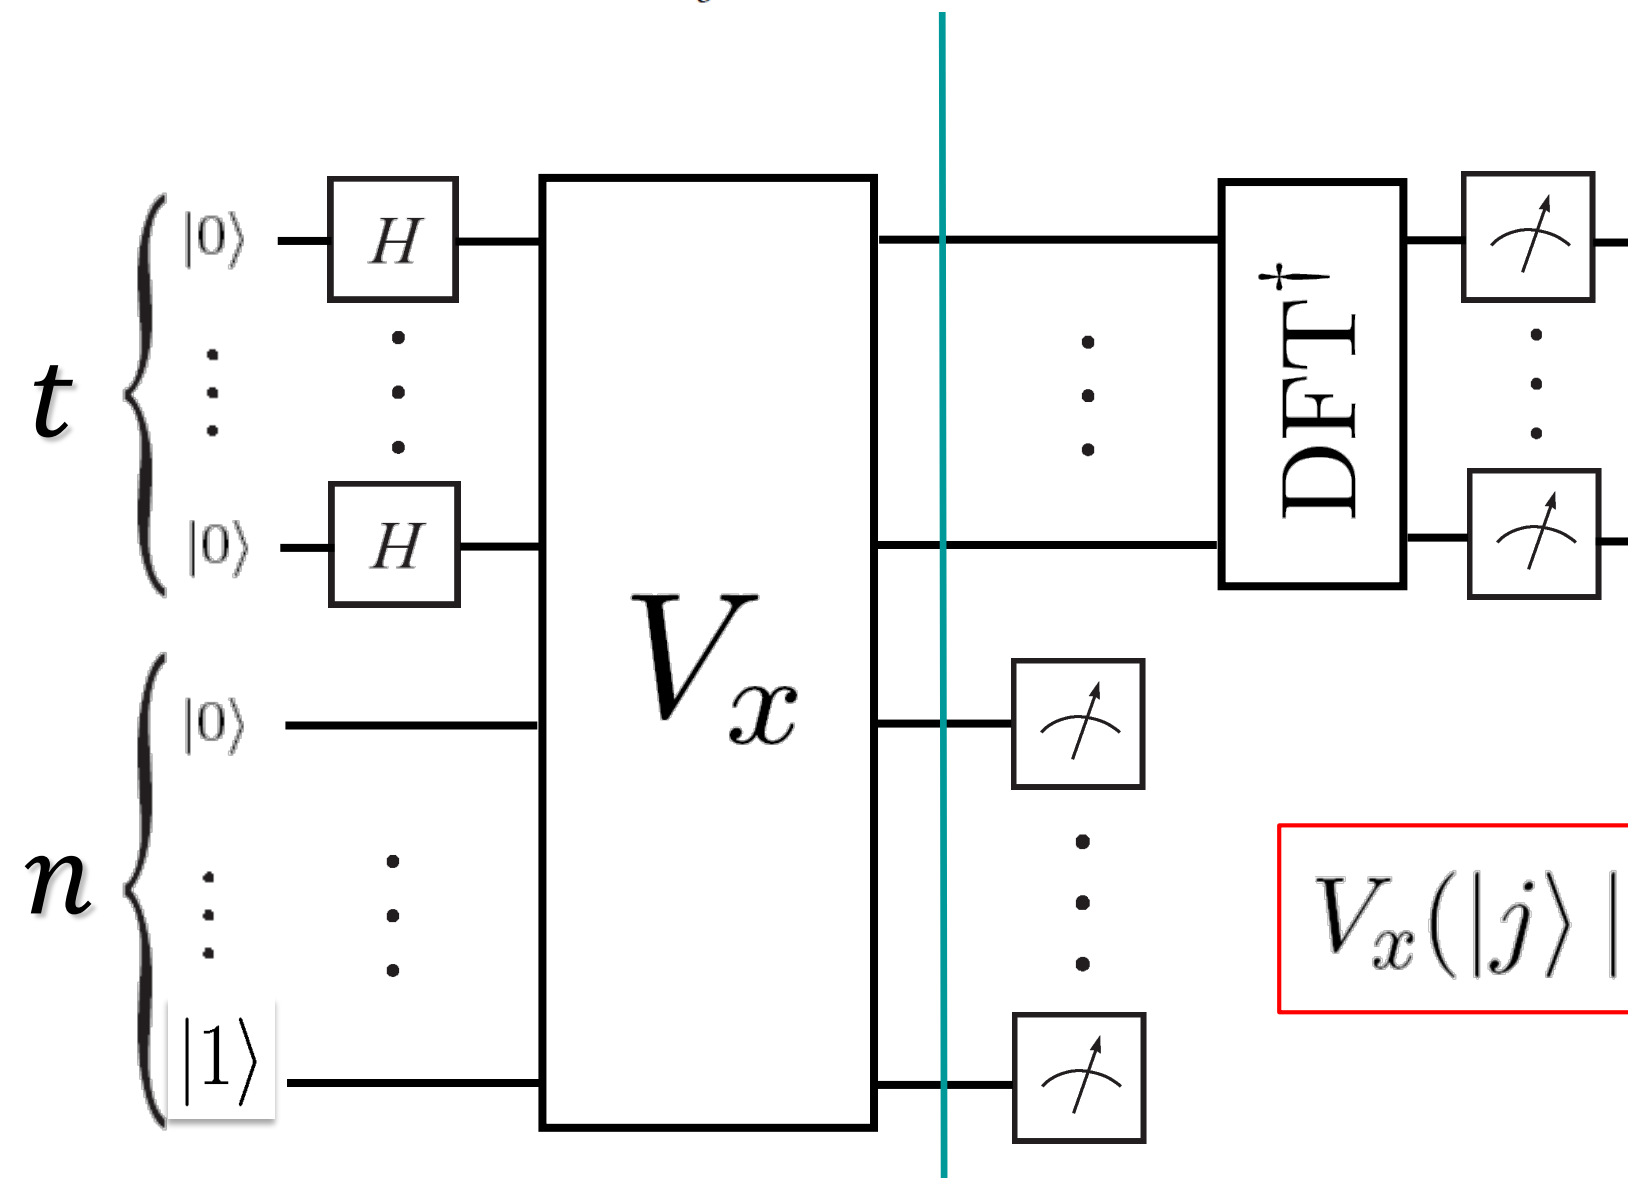 |0⟩ H
t
DFT†
|0⟩ H
V_x
|0⟩
n
V_x(|j⟩ |
|1⟩